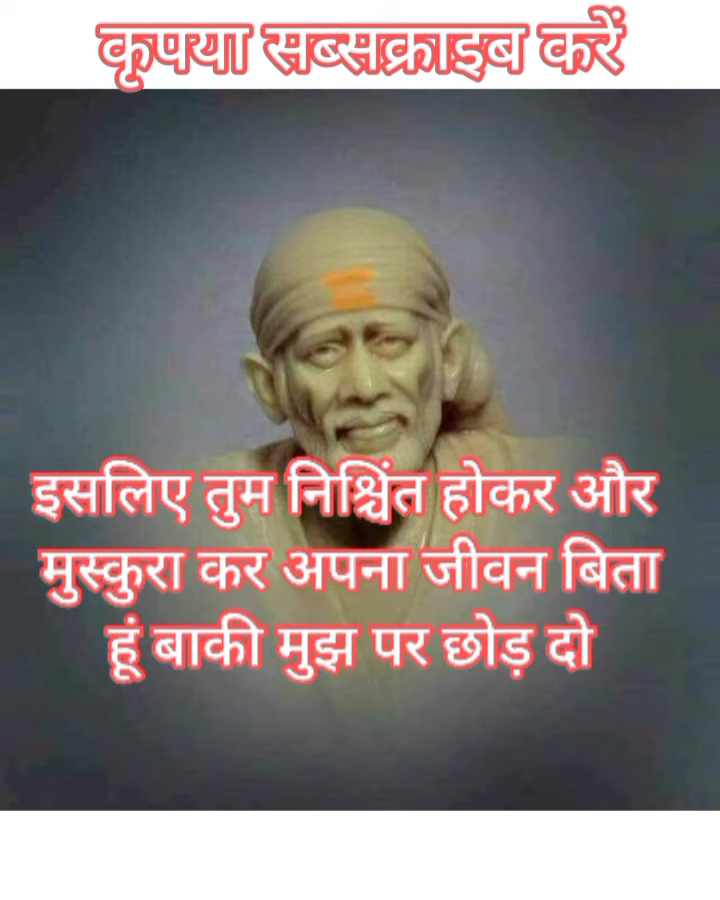 कृपया सब्सक्राइब करें
इसलिए तुम निश्चिंत होकर और
मुस्कुरा कर अपना जीवन बिता
हूं बाकी मुझ पर छोड़ दो